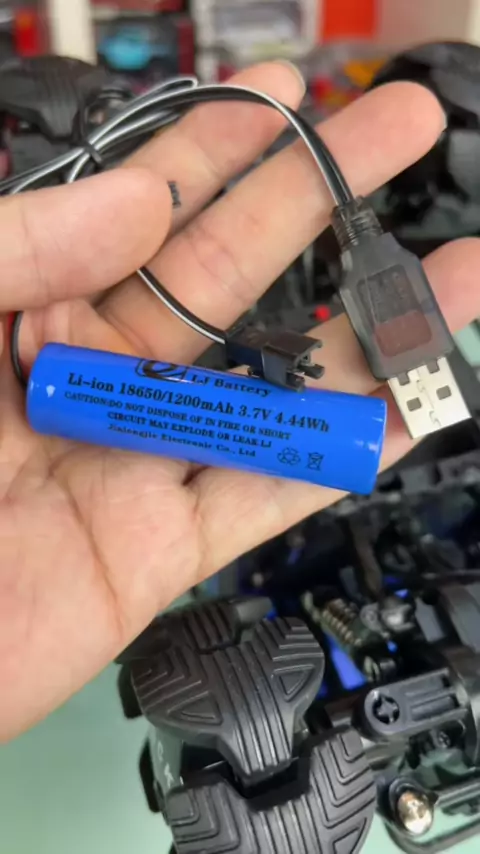 LJ Battery
Li-ion 18650/1200mAh 3.7V 4.44Wh
CAUTION:DO NOT DISPOSE OF IN FIRE OR SHORT
CIRCUIT MAY EXPLODE OR LEAK LJ
Electronic Co., Ltd